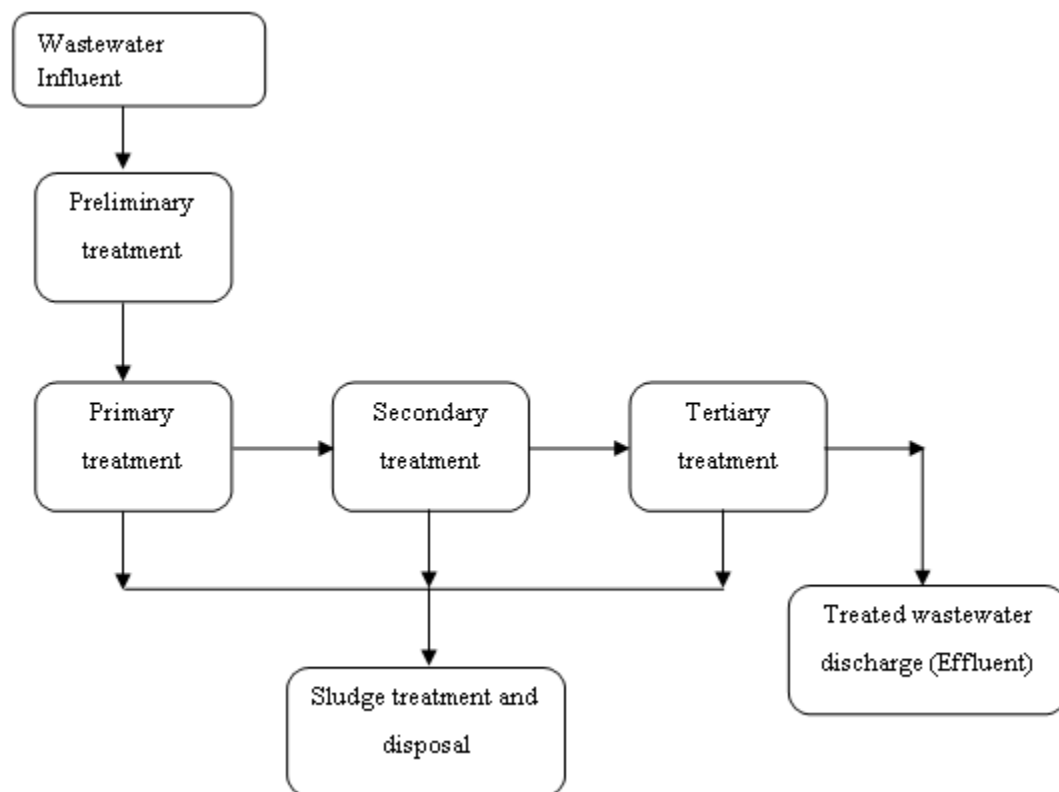 Wastewater
Influent
Preliminary
treatment
Primary
treatment
Secondary
treatment
Tertiary
treatment
Treated wastewater
discharge (Effluent)
Sludge treatment and
disposal